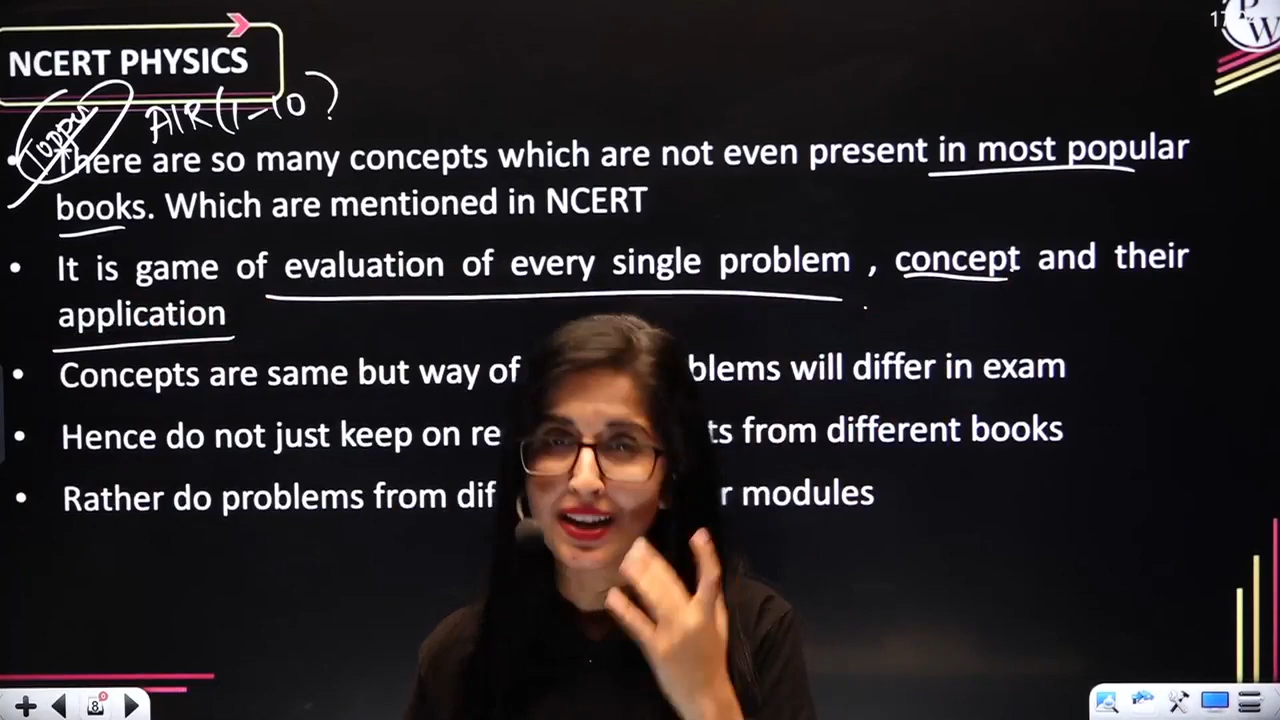 NCERT PHYSICS
PW
Topper AIR (1-10 ?
• There are so many concepts which are not even present in most popular
books. Which are mentioned in NCERT
• It is game of evaluation of every single problem , concept and their
application
• Concepts are same but way of blems will differ in exam
• Hence do not just keep on re ts from different books
• Rather do problems from dif r modules
8